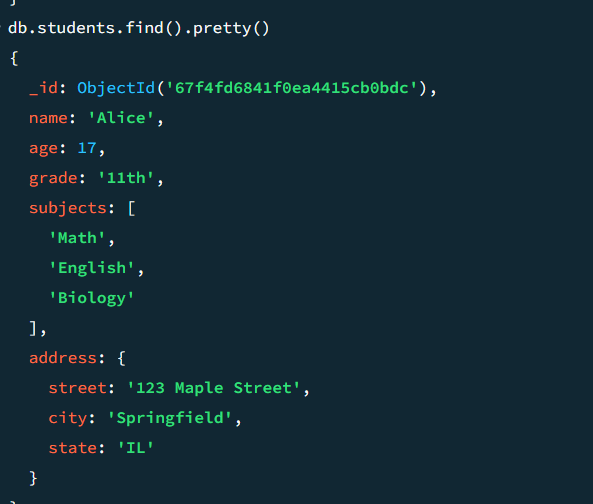 }
db.students.find().pretty()
{
  _id: ObjectId('67f4fd6841f0ea4415cb0bdc'),
  name: 'Alice',
  age: 17,
  grade: '11th',
  subjects: [
    'Math',
    'English',
    'Biology'
  ],
  address: {
    street: '123 Maple Street',
    city: 'Springfield',
    state: 'IL'
  }
}